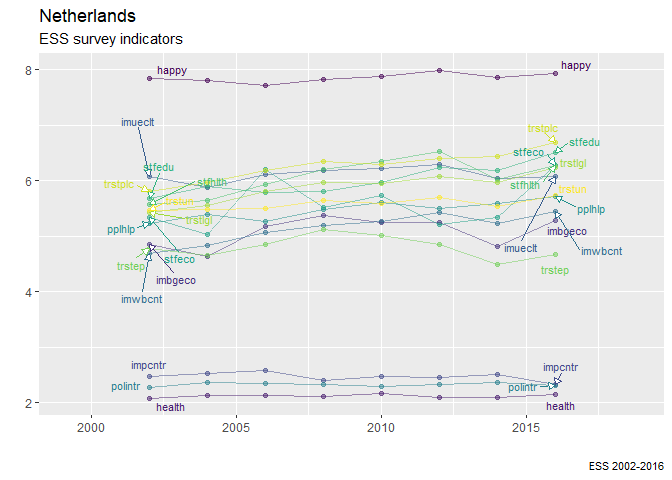 Netherlands
ESS survey indicators
8
happy
happy
imueclt
trstplc
stfedu
6
stfedu
stfeco
trstplc
stfhlth
trstlgl
stfhlth
trstun
trstun
trstlgl
pplhlp
pplhlp
imbgeco
imueclt
imwbcnt
stfeco
trstep
trstep
imbgeco
4
imwbcnt
impcntr
impcntr
polintr
polintr
2
health
health
2000
2005
2010
2015
ESS 2002-2016